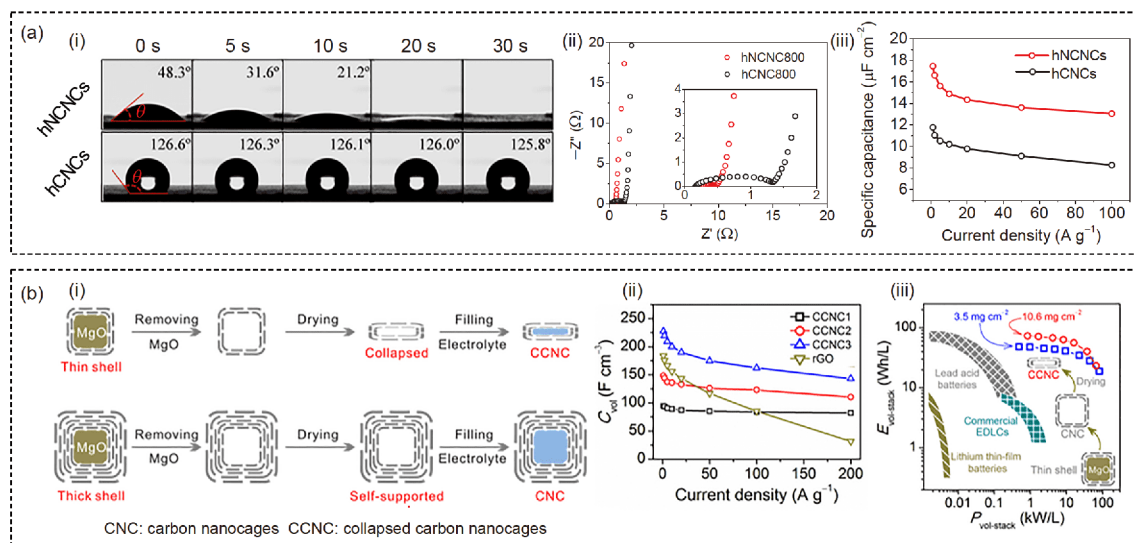 (a)
(i)
0 s 5 s 10 s 20 s 30 s
hNCNCs
48.3° 31.6° 21.2°
θ
hCNCs
126.6° 126.3° 126.1° 126.0° 125.8°
θ
(ii)
20
15
10
5
0
−Z" (Ω)
hNCNC800
hCNC800
4
2
0
0 1 2
0 5 10 15 20
Z' (Ω)
(iii)
18
16
14
12
10
8
6
Specific capacitance (μF cm⁻²)
hNCNCs
hCNCs
0 20 40 60 80 100
Current density (A g⁻¹)
(b)
(i)
MgO
Thin shell
Removing
MgO
Drying
Collapsed
Filling
Electrolyte
CCNC
MgO
Thick shell
Removing
MgO
Drying
Self-supported
Filling
Electrolyte
CNC
CNC: carbon nanocages CCNC: collapsed carbon nanocages
(ii)
250
200
150
100
50
0
C vol (F cm⁻³)
CCNC1
CCNC2
CCNC3
rGO
0 50 100 150 200
Current density (A g⁻¹)
(iii)
100
10
1
E vol-stack (Wh/L)
3.5 mg cm⁻²
10.6 mg cm⁻²
Lead acid
batteries
CCNC
Drying
Commercial
EDLCs
CNC
Lithium thin-film
batteries
Thin shell
MgO
0.01 0.1 1 10 100
P vol-stack (kW/L)